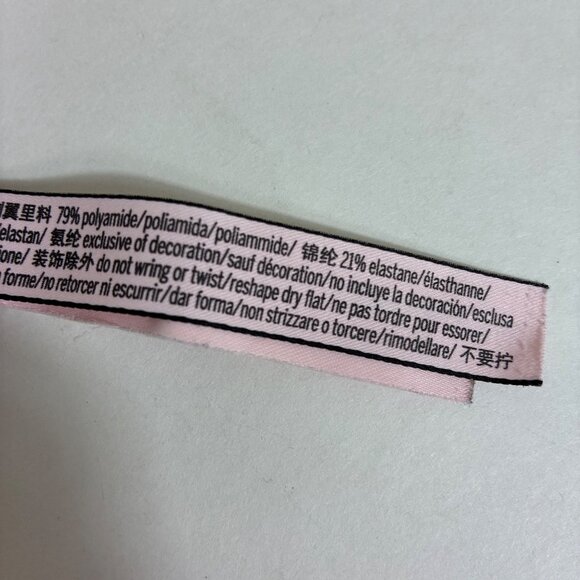 翼里料 79% polyamide/poliamida/poliammide/ 锦纶 21% elastane/élasthanne/
elastan/ 氨纶 exclusive of decoration/sauf décoration/no incluye la decoración/esclusa
ione/ 装饰除外 do not wring or twist/reshape dry flat/ne pas tordre pour essorer/
forme/no retorcer ni escurrir/dar forma/non strizzare o torcere/rimodellare/ 不要拧